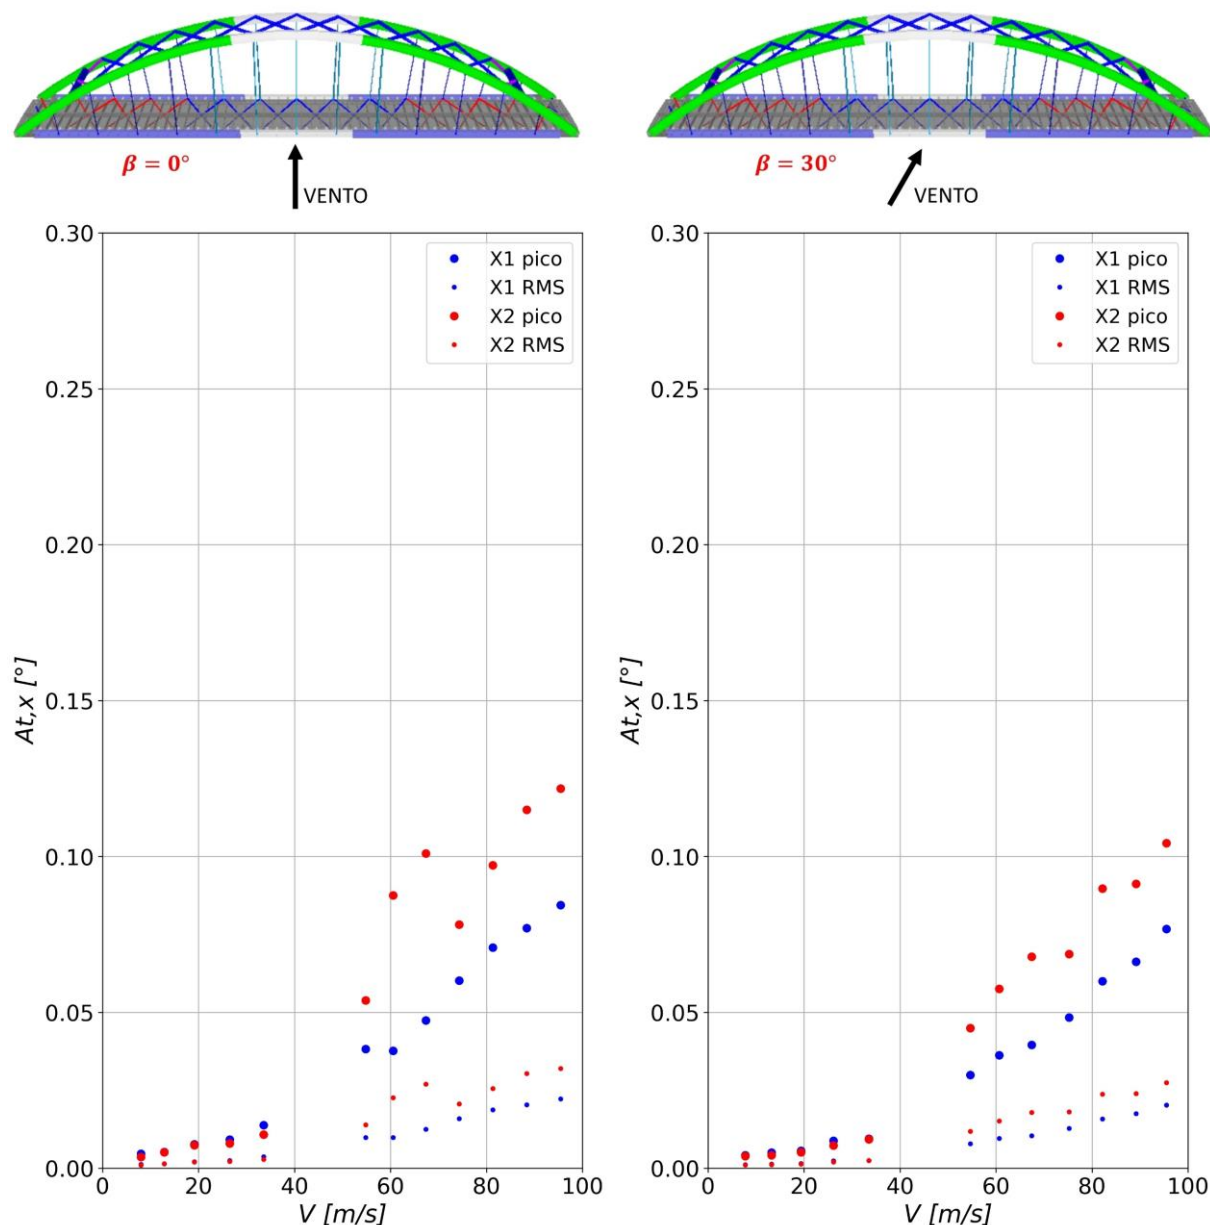 β = 0°
VENTO
β = 30°
VENTO
0.30
0.25
0.20
0.15
0.10
0.05
0.00
At,x [°]
0 20 40 60 80 100
V [m/s]
X1 pico
X1 RMS
X2 pico
X2 RMS
0.30
0.25
0.20
0.15
0.10
0.05
0.00
At,x [°]
0 20 40 60 80 100
V [m/s]
X1 pico
X1 RMS
X2 pico
X2 RMS